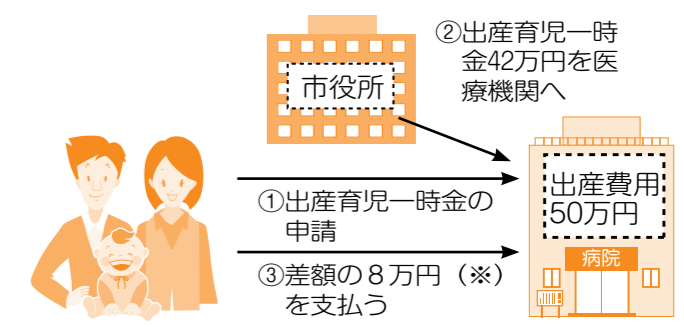 ②出産育児一時
金42万円を医
療機関へ
市役所
①出産育児一時金の
申請
出産費用
50万円
病院
③差額の８万円（※）
を支払う